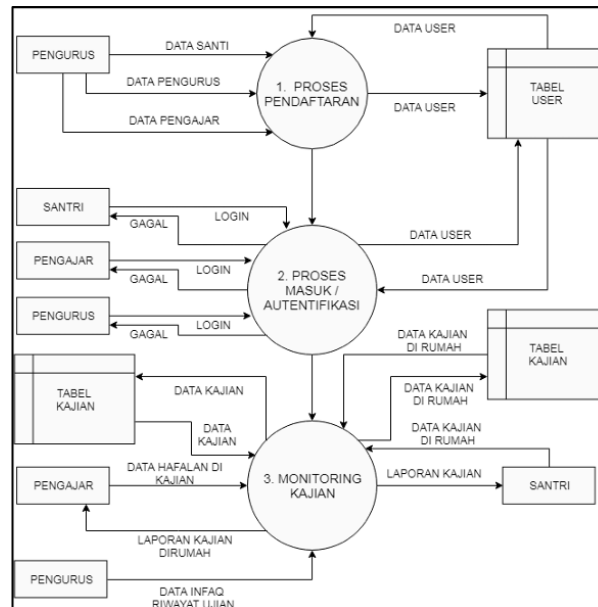 PENGURUS
DATA SANTI
DATA PENGURUS
DATA PENGAJAR
1. PROSES
PENDAFTARAN
DATA USER
DATA USER
TABEL
USER
SANTRI
LOGIN
GAGAL
PENGAJAR
LOGIN
GAGAL
PENGURUS
LOGIN
GAGAL
2. PROSES
MASUK /
AUTENTIFIKASI
DATA USER
DATA USER
TABEL
KAJIAN
DATA KAJIAN
DATA
KAJIAN
DATA KAJIAN
DI RUMAH
DATA KAJIAN
DI RUMAH
TABEL
KAJIAN
DATA KAJIAN
DI RUMAH
PENGAJAR
DATA HAFALAN DI
KAJIAN
LAPORAN KAJIAN
DIRUMAH
3. MONITORING
KAJIAN
LAPORAN KAJIAN
SANTRI
PENGURUS
DATA INFAQ
RIWAYAT UJIAN